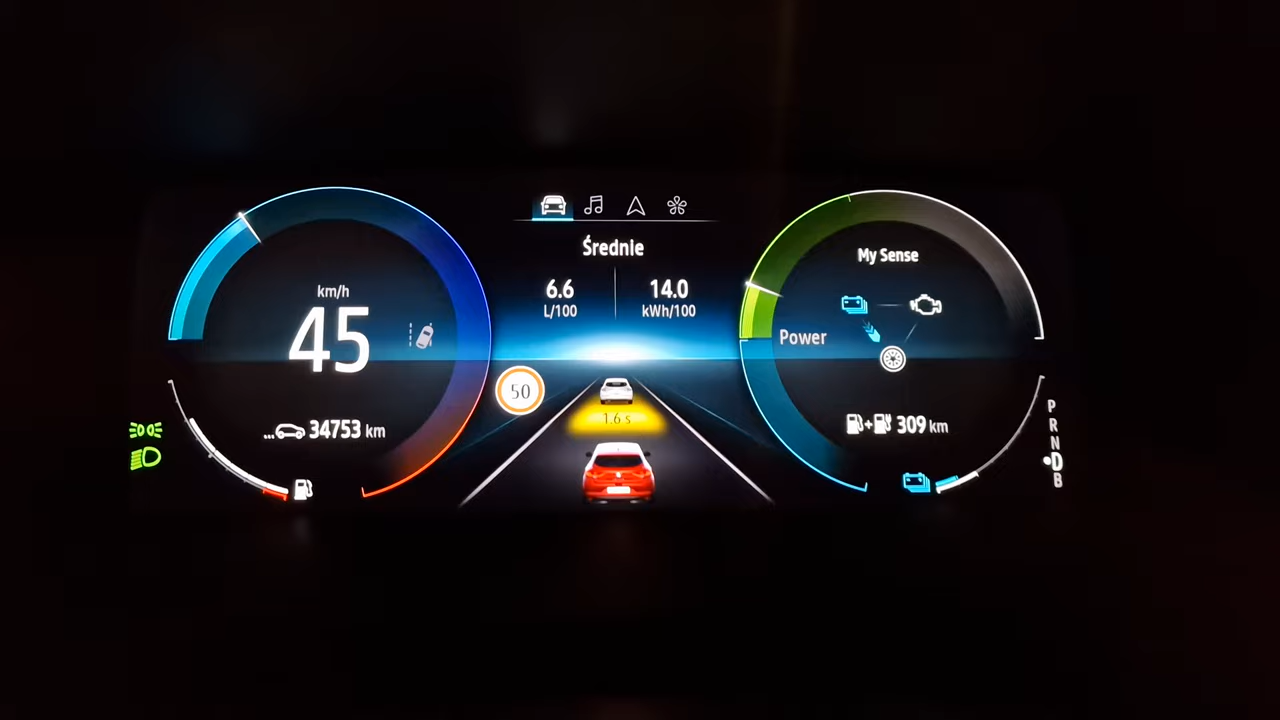 km/h
45
...34753 km
Średnie
6.6
L/100
14.0
kWh/100
50
1.6 s
My Sense
Power
+ 309 km
P
R
N
D
B